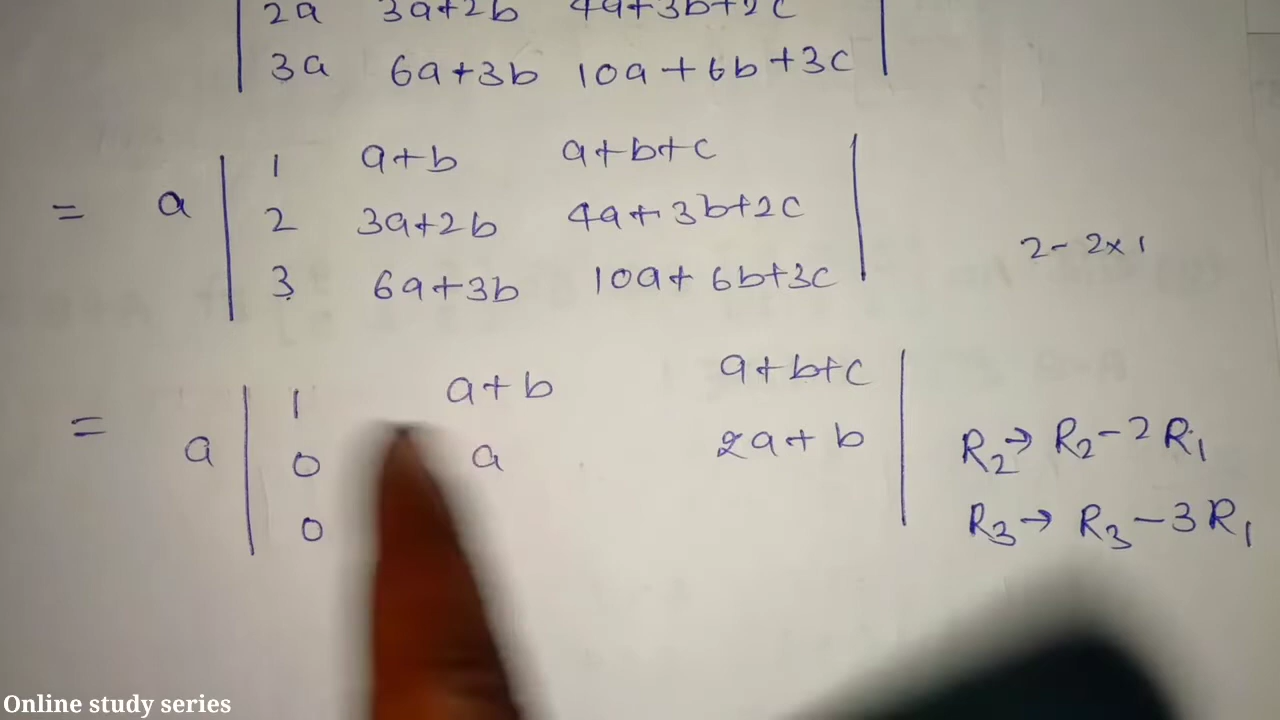 2a 3a+2b 4a+3b+2c
3a 6a+3b 10a+6b+3c
1 a+b a+b+c
= a 2 3a+2b 4a+3b+2c
2-2×1
3 6a+3b 10a+6b+3c
1 a+b a+b+c
= a 0 a 2a+b R₂→R₂-2R₁
0 R₃→R₃-3R₁
Online study series